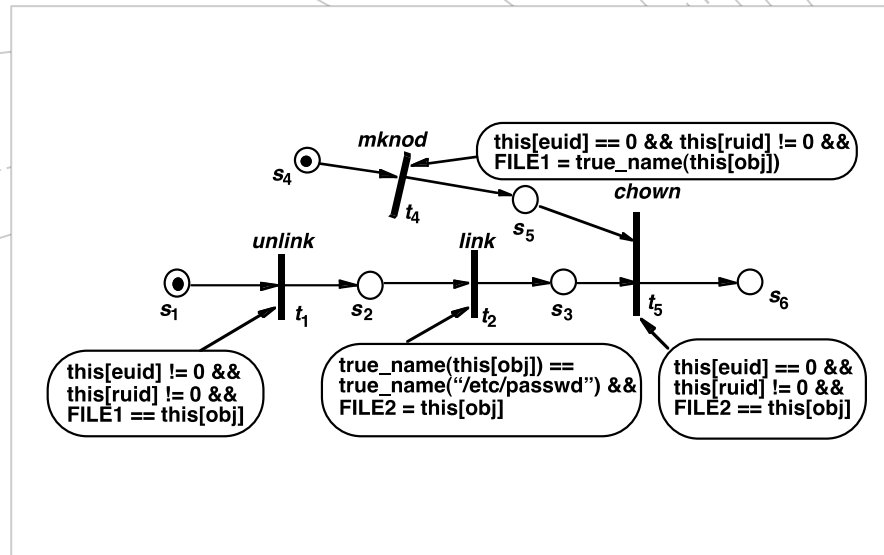 mknod
this[euid] == 0 && this[ruid] != 0 &&
FILE1 = true_name(this[obj])
s4
t4
chown
s5
unlink
link
s1
t1
s2
t2
s3
t5
s6
this[euid] != 0 &&
this[ruid] != 0 &&
FILE1 == this[obj]
true_name(this[obj]) ==
true_name(“/etc/passwd”) &&
FILE2 = this[obj]
this[euid] == 0 &&
this[ruid] != 0 &&
FILE2 == this[obj]